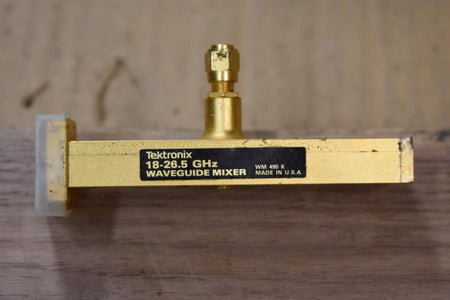 Tektronix
18-26.5 GHz
WAVEGUIDE MIXER
WM 490 K
MADE IN U.S.A.